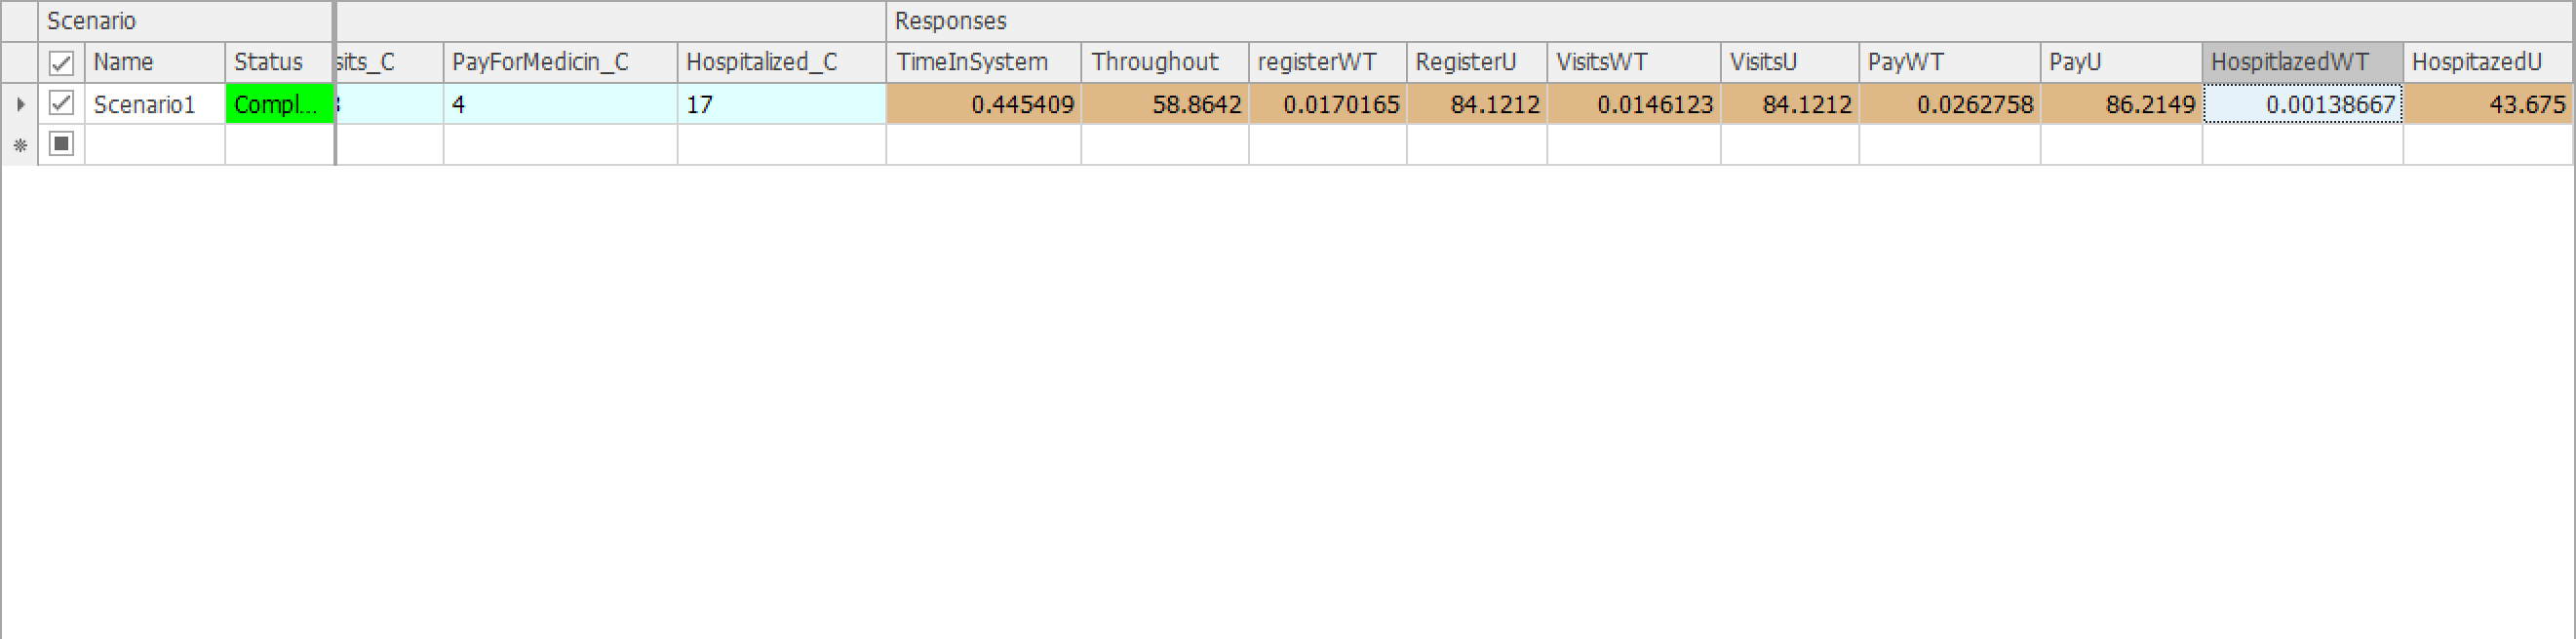 Scenario Responses
Name Status sits_C PayForMedicin_C Hospitalized_C TimeInSystem Throughout registerWT RegisterU VisitsWT VisitsU PayWT PayU HospitlazedWT HospitazedU
Scenario1 Compl... 4 17 0.445409 58.8642 0.0170165 84.1212 0.0146123 84.1212 0.0262758 86.2149 0.00138667 43.675